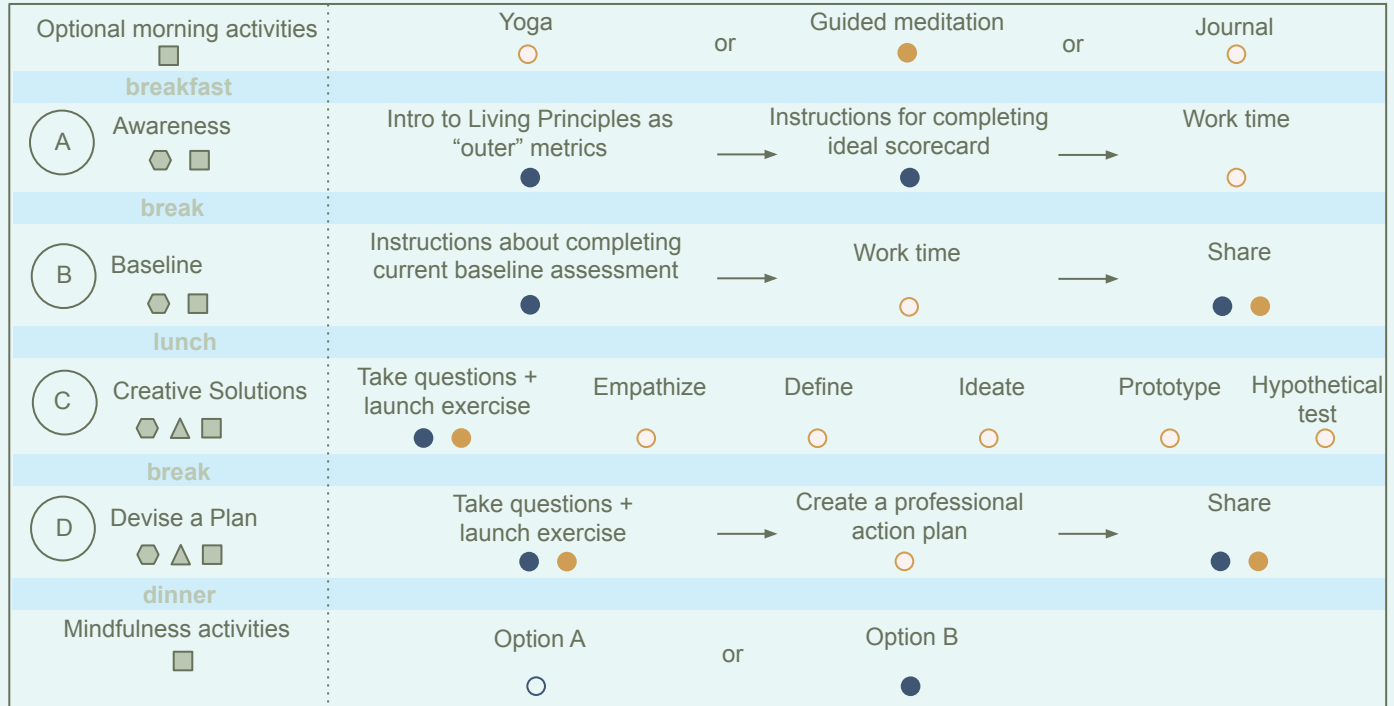 Optional morning activities
Yoga
or
Guided meditation
or
Journal
breakfast
A
Awareness
Intro to Living Principles as
“outer” metrics
Instructions for completing
ideal scorecard
Work time
break
B
Baseline
Instructions about completing
current baseline assessment
Work time
Share
lunch
C
Creative Solutions
Take questions +
launch exercise
Empathize
Define
Ideate
Prototype
Hypothetical
test
break
D
Devise a Plan
Take questions +
launch exercise
Create a professional
action plan
Share
dinner
Mindfulness activities
Option A
or
Option B